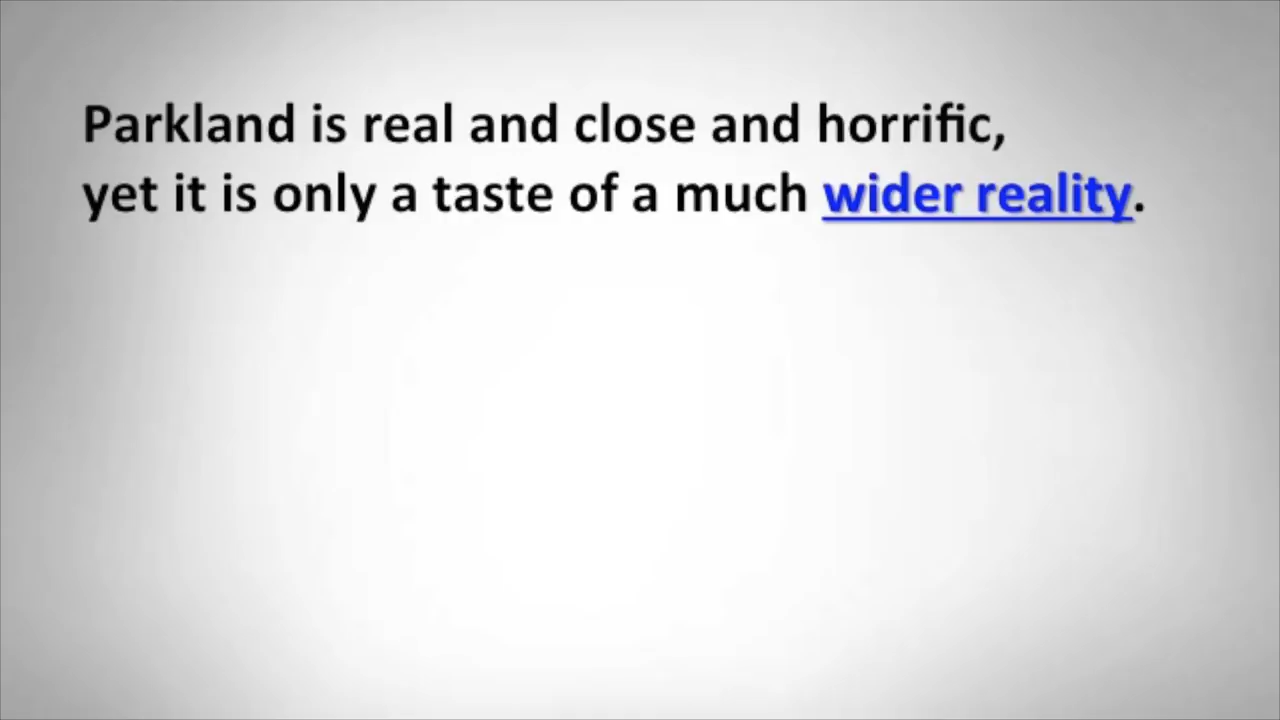 Parkland is real and close and horrific,
yet it is only a taste of a much wider reality.